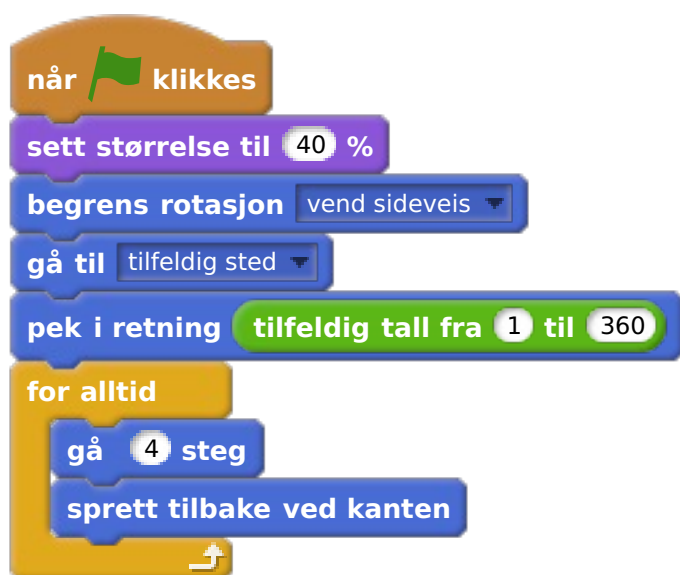 når klikkes
sett størrelse til 40 %
begrens rotasjon vend sideveis
gå til tilfeldig sted
pek i retning tilfeldig tall fra 1 til 360
for alltid
gå 4 steg
sprett tilbake ved kanten